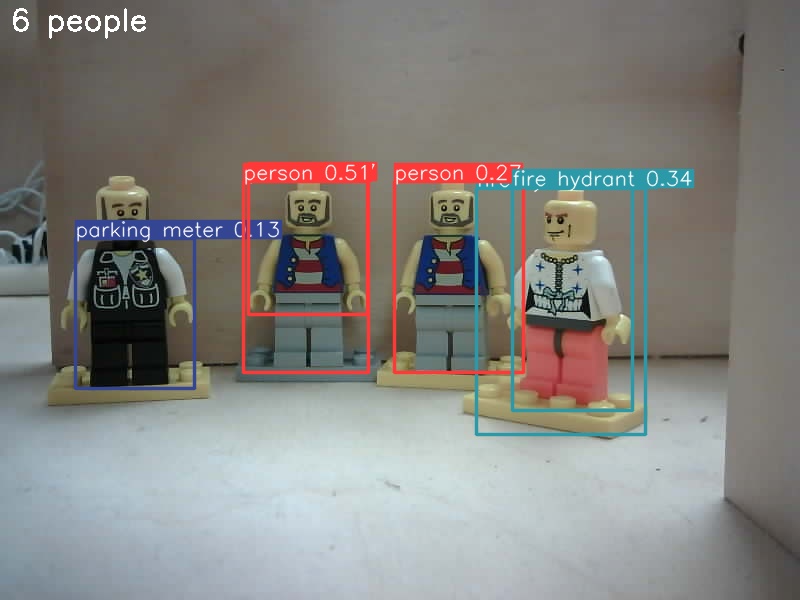 6 people
person 0.51
person 0.27
fire hydrant 0.34
parking meter 0.13